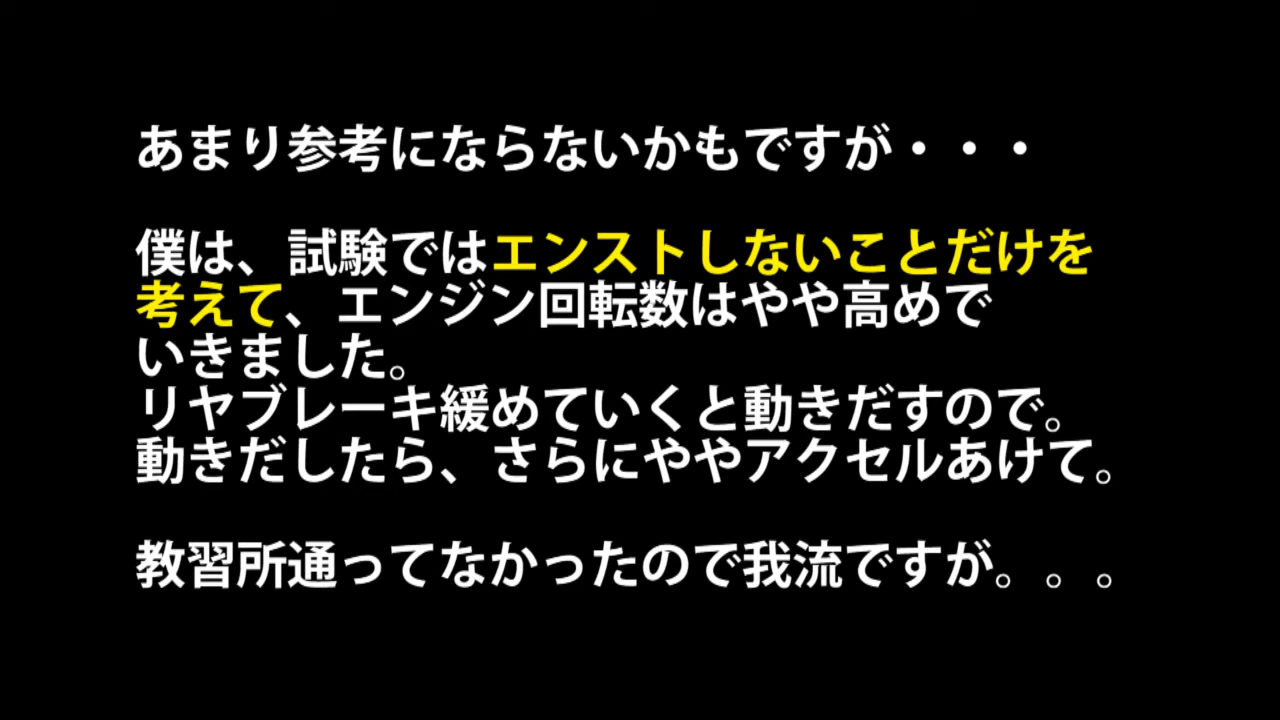 あまり参考にならないかもですが・・・
僕は、試験ではエンストしないことだけを
考えて、エンジン回転数はやや高めで
いきました。
リヤブレーキ緩めていくと動きだすので。
動きだしたら、さらにややアクセルあけて。
教習所通ってなかったので我流ですが。。。